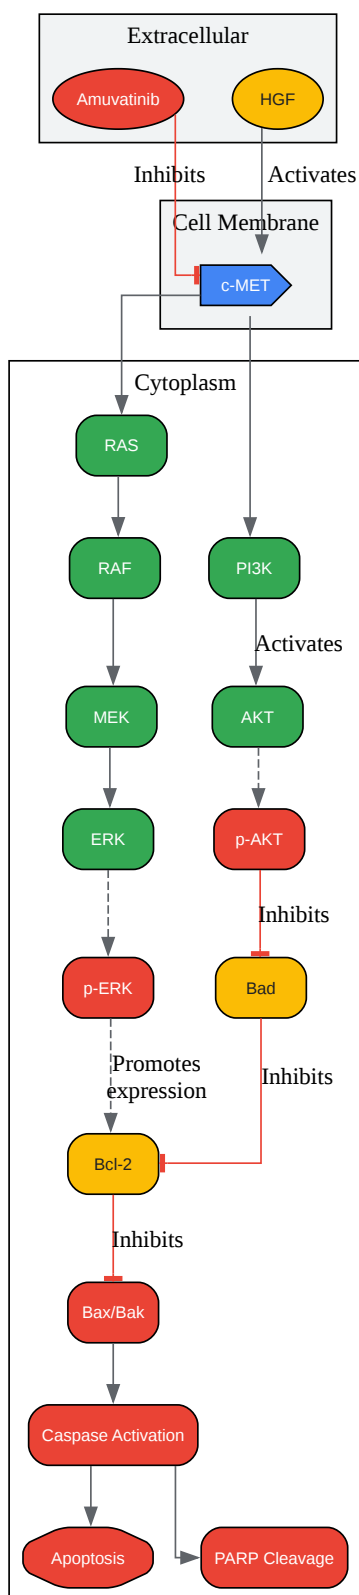 Extracellular
Amuvatinib
HGF
Inhibits
Activates
Cell Membrane
c-MET
Cytoplasm
RAS
RAF
PI3K
Activates
MEK
AKT
ERK
p-AKT
Inhibits
p-ERK
Bad
Promotes
expression
Inhibits
Bcl-2
Inhibits
Bax/Bak
Caspase Activation
Apoptosis
PARP Cleavage